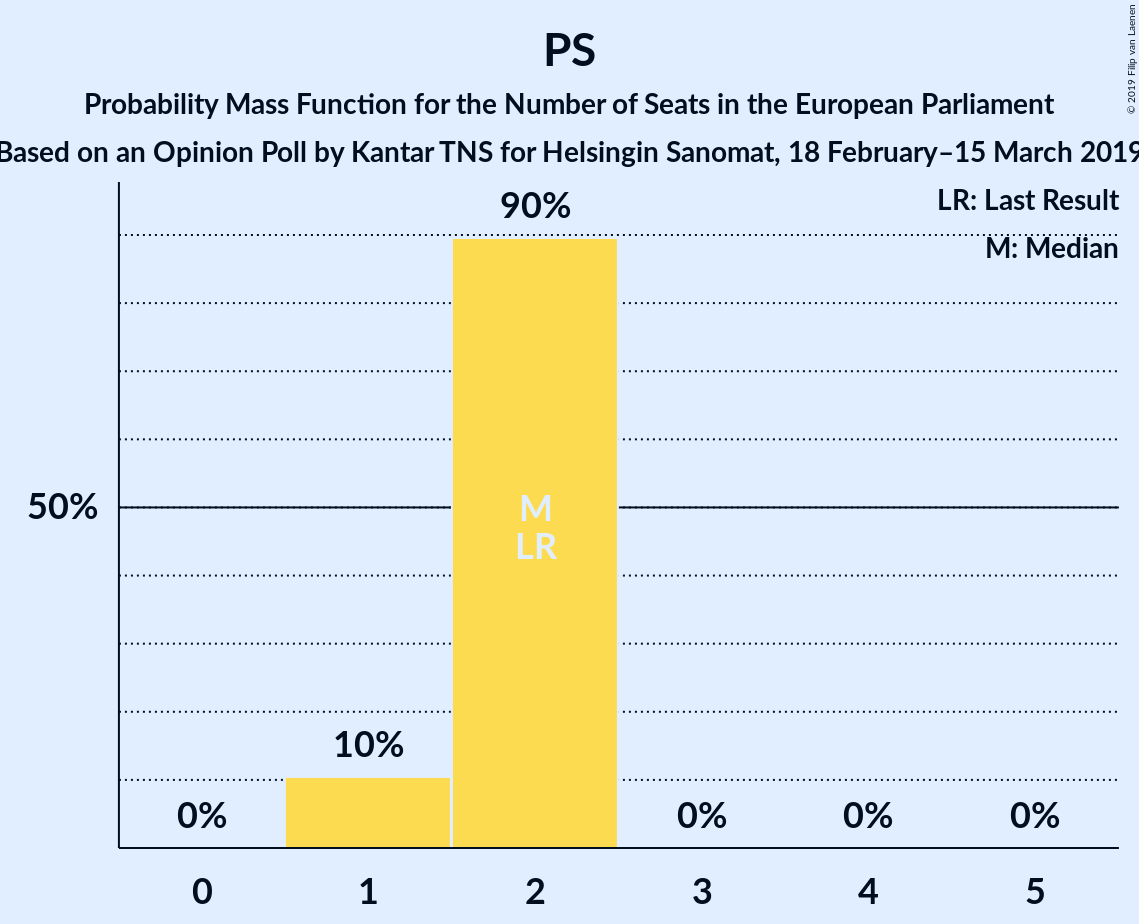 PS
Probability Mass Function for the Number of Seats in the European Parliament
Based on an Opinion Poll by Kantar TNS for Helsingin Sanomat, 18 February–15 March 2019
© 2019 Filip van Laenen
LR: Last Result
M: Median
90%
50%
M
LR
10%
0%
0%
0%
0%
0 1 2 3 4 5